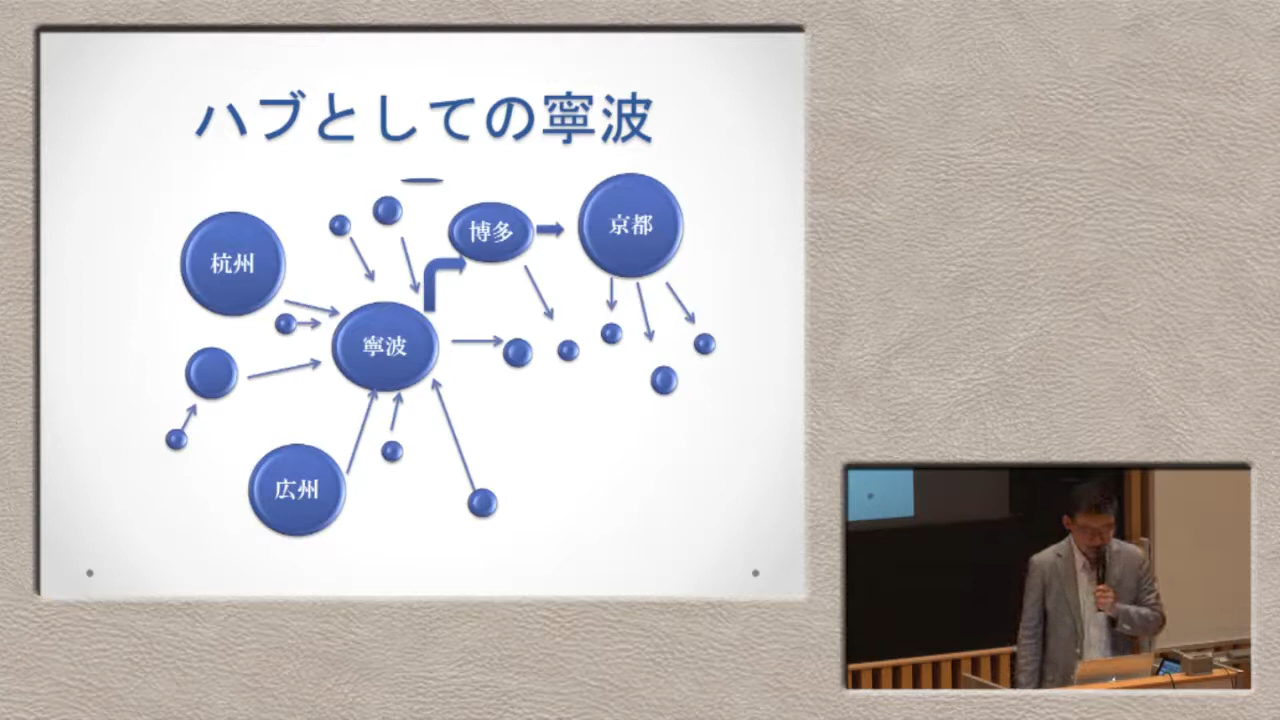 ハブとしての寧波
博多
京都
杭州
寧波
広州